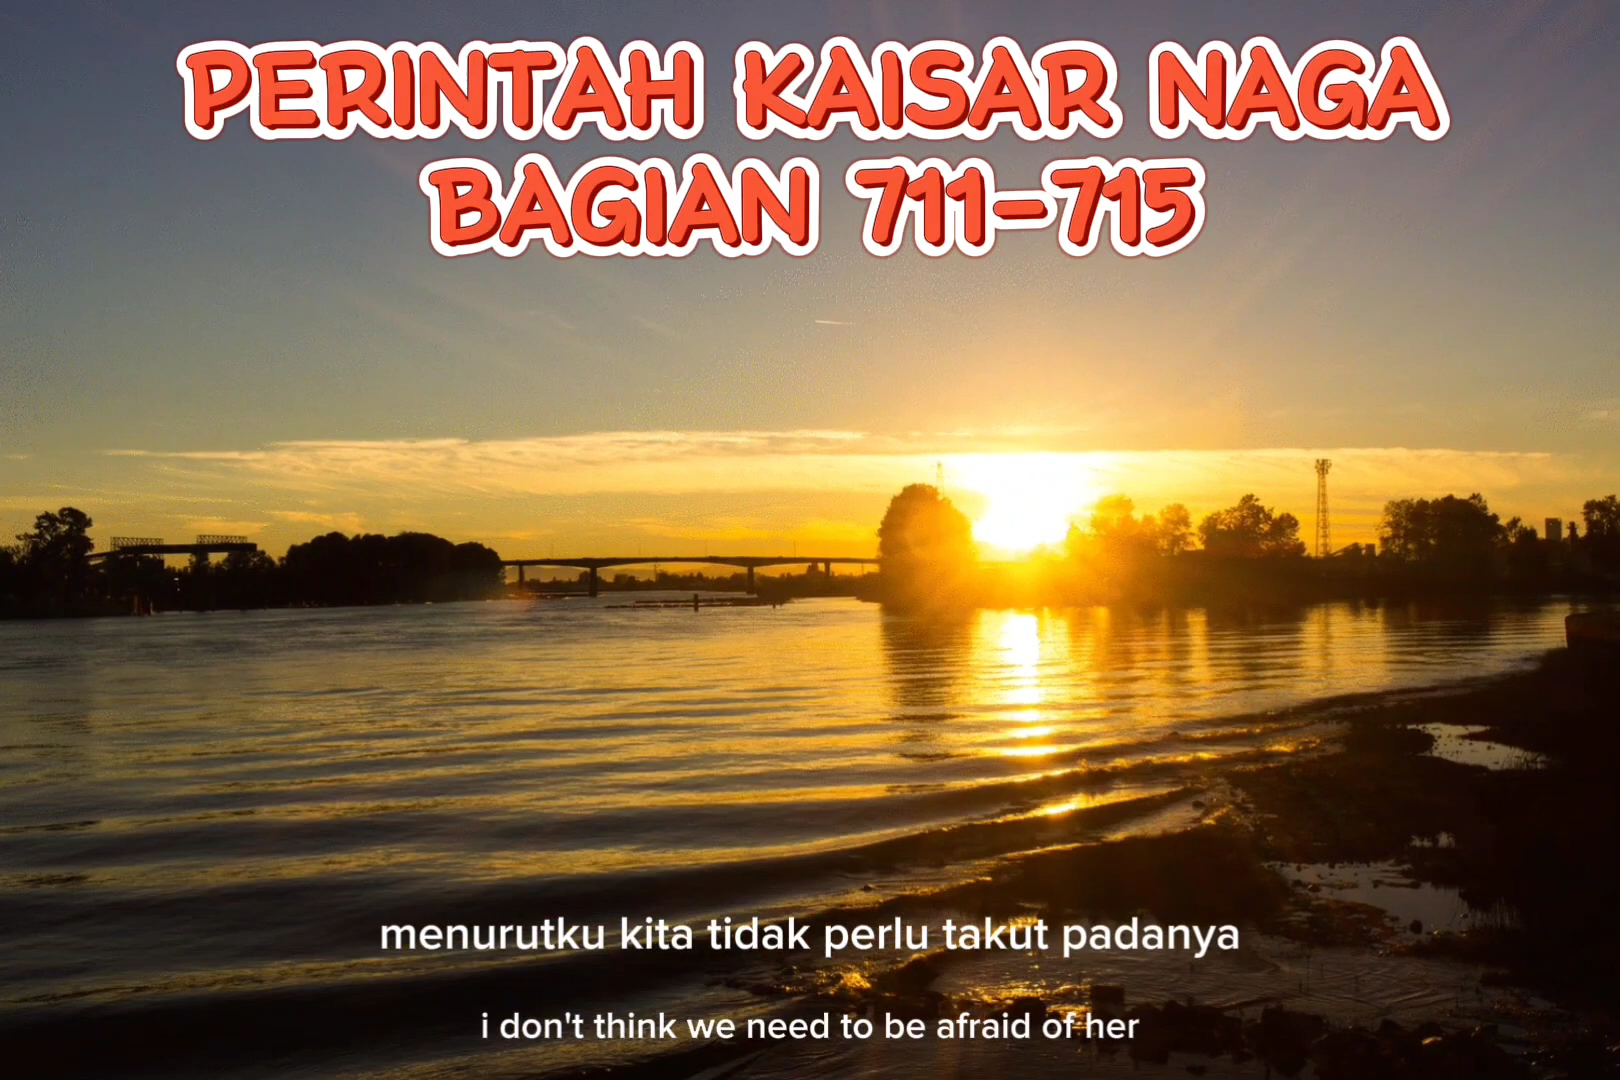 PERINTAH KAISAR NAGA
BAGIAN 711-715
menurutku kita tidak perlu takut padanya
i don't think we need to be afraid of her